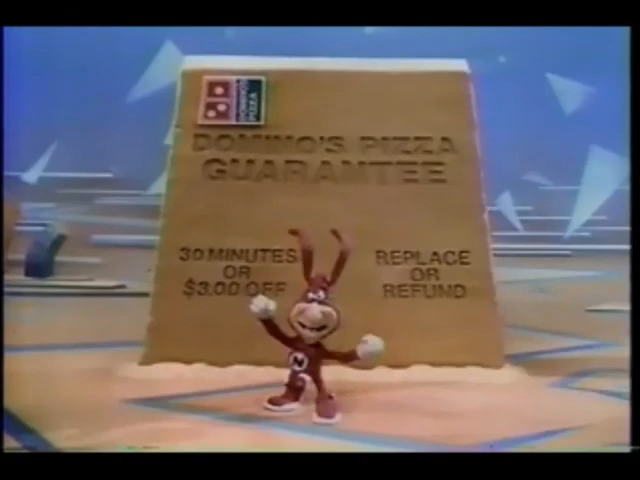 DOMINO'S PIZZA
DOMINO'S PIZZA
GUARANTEE
30 MINUTES
OR
$3.00 OFF
REPLACE
OR
REFUND
N